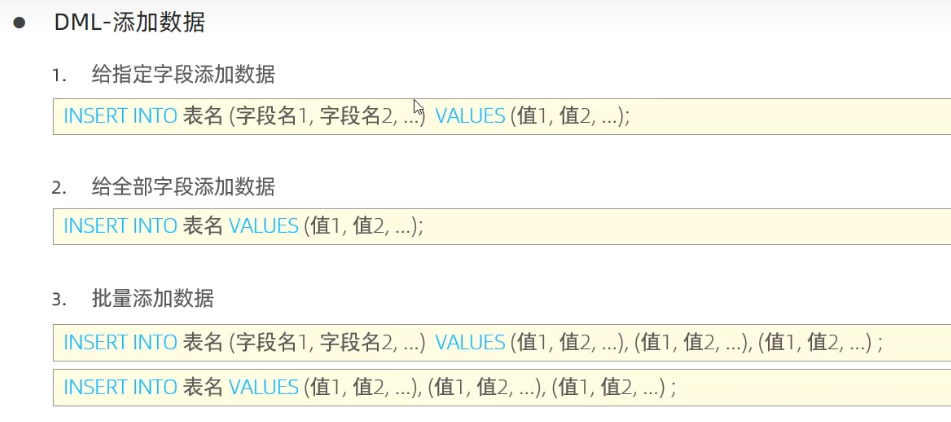 ● DML-添加数据
1. 给指定字段添加数据
INSERT INTO 表名 (字段名1, 字段名2, ...) VALUES (值1, 值2, ...);
2. 给全部字段添加数据
INSERT INTO 表名 VALUES (值1, 值2, ...);
3. 批量添加数据
INSERT INTO 表名 (字段名1, 字段名2, ...) VALUES (值1, 值2, ...), (值1, 值2, ...), (值1, 值2, ...) ;
INSERT INTO 表名 VALUES (值1, 值2, ...), (值1, 值2, ...), (值1, 值2, ...) ;